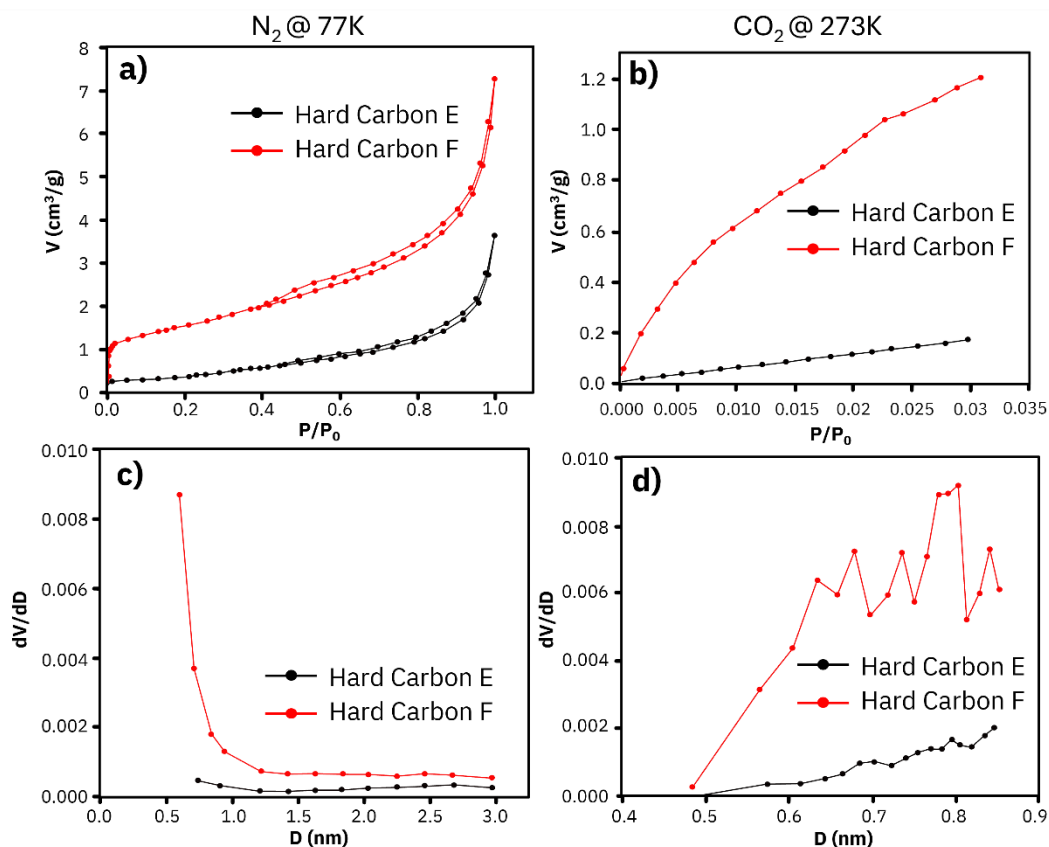 N₂ @ 77K
CO₂ @ 273K
a)
Hard Carbon E
Hard Carbon F
V (cm³/g)
8
7
6
5
4
3
2
1
0
0.0 0.2 0.4 0.6 0.8 1.0
P/P₀
b)
Hard Carbon E
Hard Carbon F
V (cm³/g)
1.2
1.0
0.8
0.6
0.4
0.2
0.0
0.000 0.005 0.010 0.015 0.020 0.025 0.03 0.035
P/P₀
c)
Hard Carbon E
Hard Carbon F
dV/dD
0.010
0.008
0.006
0.004
0.002
0.000
0.0 0.5 1.0 1.5 2.0 2.5 3.0
D (nm)
d)
Hard Carbon E
Hard Carbon F
dV/dD
0.010
0.008
0.006
0.004
0.002
0.000
0.4 0.5 0.6 0.7 0.8 0.9
D (nm)